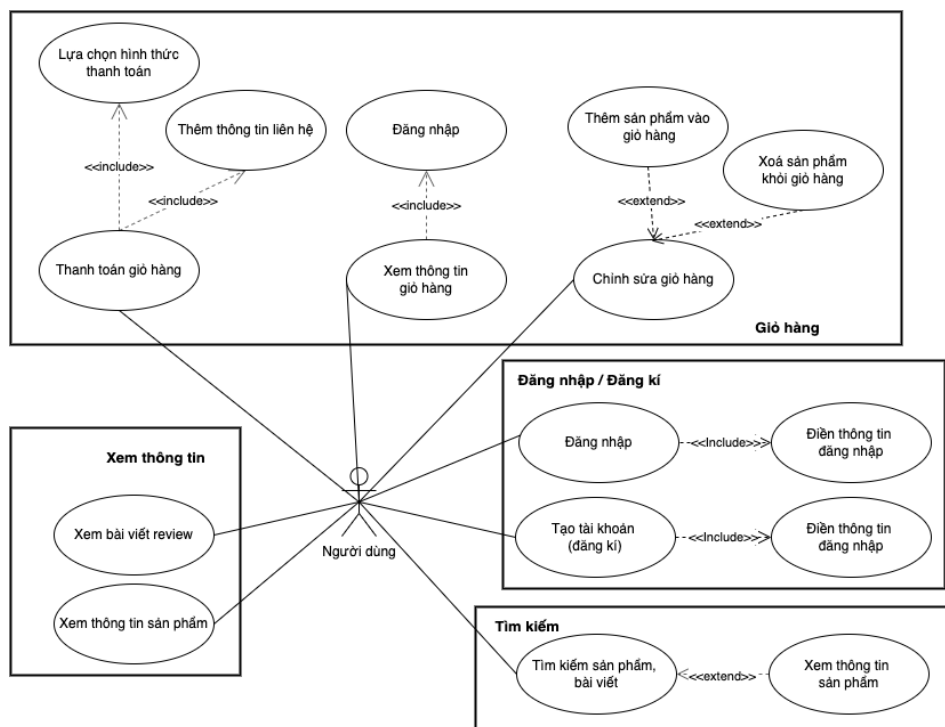 Lựa chọn hình thức
thanh toán
Thêm thông tin liên hệ
Đăng nhập
Thêm sản phẩm vào
giỏ hàng
Xoá sản phẩm
khỏi giỏ hàng
<<include>>
<<include>>
<<include>>
<<extend>>
<<extend>>
Thanh toán giỏ hàng
Xem thông tin
giỏ hàng
Chỉnh sửa giỏ hàng
Giỏ hàng
Đăng nhập / Đăng kí
Đăng nhập
<<Include>>
Điền thông tin
đăng nhập
Tạo tài khoản
(đăng kí)
<<Include>>
Điền thông tin
đăng nhập
Xem thông tin
Xem bài viết review
Xem thông tin sản phẩm
Người dùng
Tìm kiếm
Tìm kiếm sản phẩm,
bài viết
<<extend>>
Xem thông tin
sản phẩm